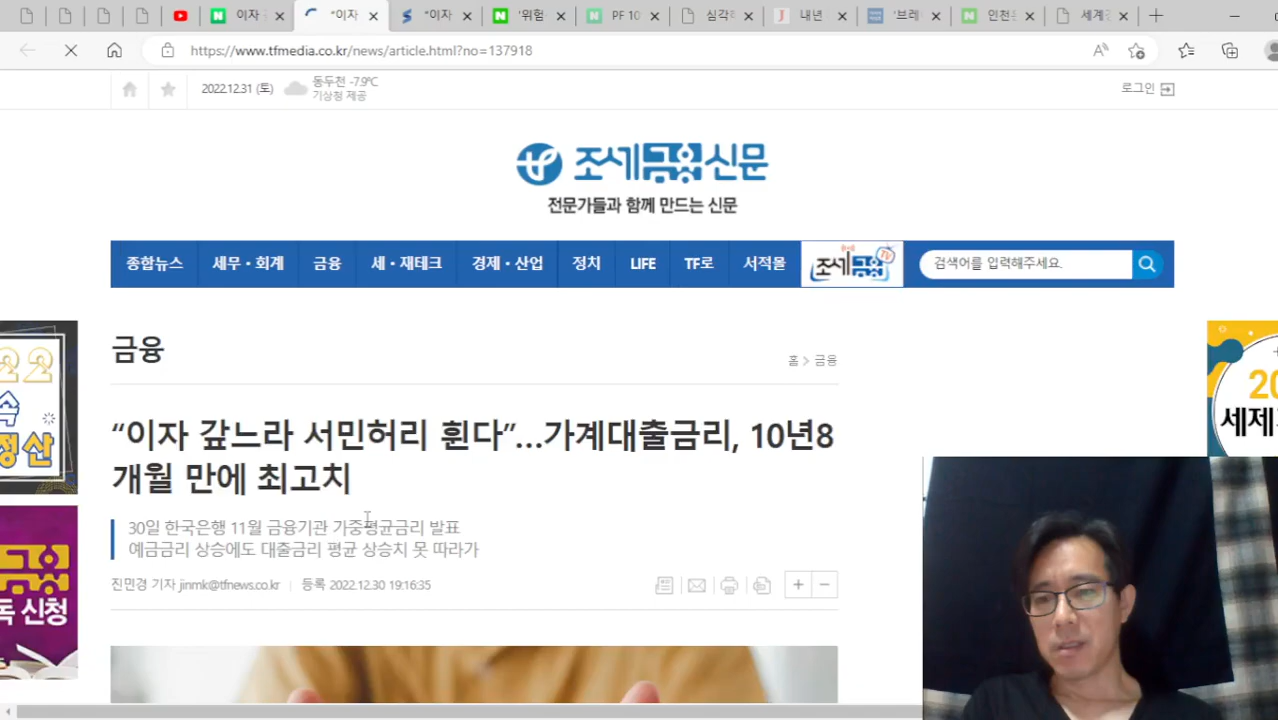 이자
"이자
"이자
'위험
PF 10
심각
내년
'브레
인천
세계
https://www.tfmedia.co.kr/news/article.html?no=137918
2022.12.31 (토)
동두천 -7.9℃
기상청 제공
로그인
조세금융신문
전문가들과 함께 만드는 신문
종합뉴스 세무·회계 금융 세·재테크 경제·산업 정치 LIFE TF로 서적몰 조세금융 TV 검색어를 입력해주세요.
금융
홈 > 금융
“이자 갚느라 서민허리 휜다”…가계대출금리, 10년8
개월 만에 최고치
30일 한국은행 11월 금융기관 가중평균금리 발표
예금금리 상승에도 대출금리 평균 상승치 못 따라가
진민경 기자 jinmk@tfnews.co.kr 등록 2022.12.30 19:16:35
22
속
정산
금융
독 신청
20
세제